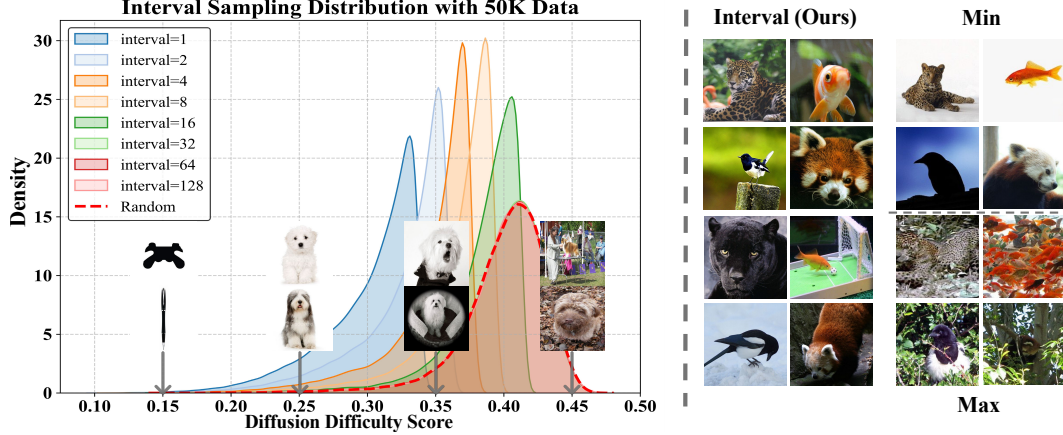 Interval Sampling Distribution with 50K Data
Density
30
25
20
15
10
5
0
interval=1
interval=2
interval=4
interval=8
interval=16
interval=32
interval=64
interval=128
Random
0.10 0.15 0.20 0.25 0.30 0.35 0.40 0.45 0.50
Diffusion Difficulty Score
Interval (Ours) Min
Max